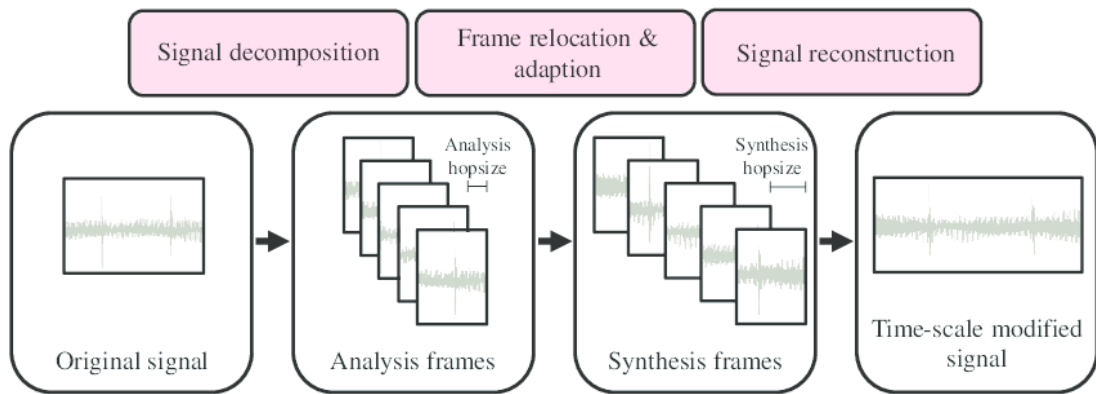 Signal decomposition
Frame relocation &
adaption
Signal reconstruction
Analysis
hopsize
Synthesis
hopsize
Original signal
Analysis frames
Synthesis frames
Time-scale modified
signal